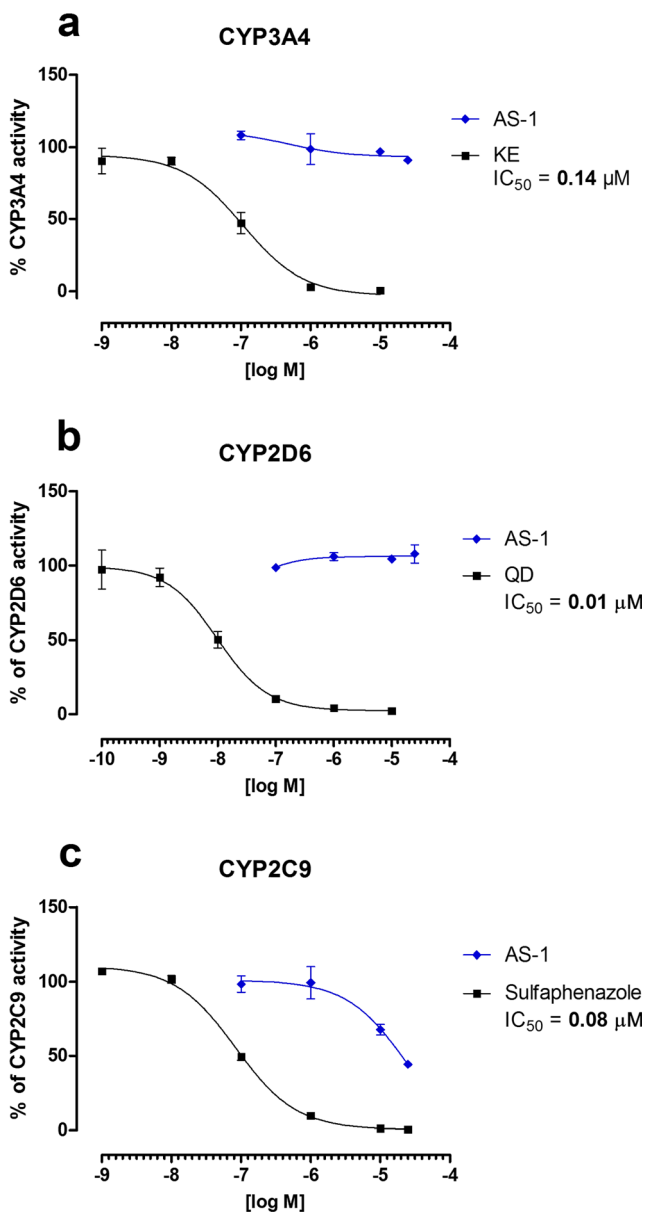 a
CYP3A4
% CYP3A4 activity
150
100
50
0
-9 -8 -7 -6 -5 -4
[log M]
AS-1
KE
IC50 = 0.14 µM
b
CYP2D6
% of CYP2D6 activity
150
100
50
0
-10 -9 -8 -7 -6 -5 -4
[log M]
AS-1
QD
IC50 = 0.01 µM
c
CYP2C9
% of CYP2C9 activity
150
100
50
0
-9 -8 -7 -6 -5 -4
[log M]
AS-1
Sulfaphenazole
IC50 = 0.08 µM